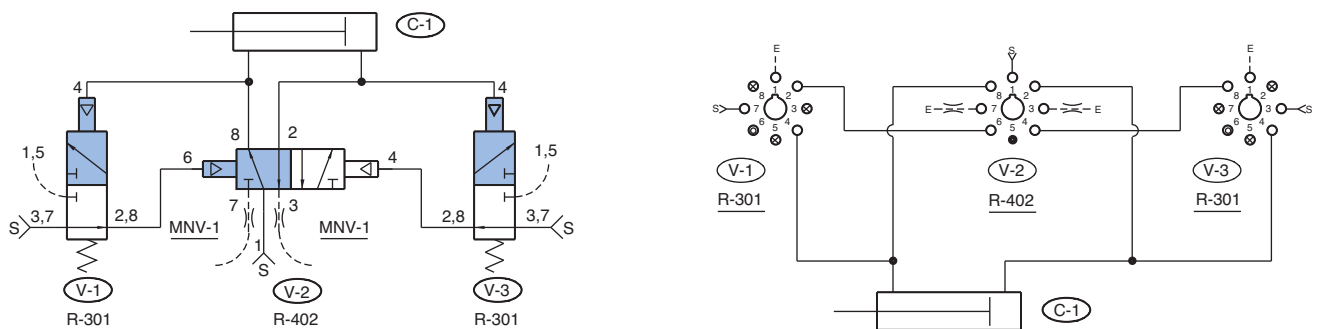 C-1
4 4
8 2
1,5 6 4 1,5
7 3
3,7 2,8 MNV-1 MNV-1 2,8 3,7
S 1 S
S
V-1 V-2 V-3
R-301 R-402 R-301
E S E
1 1 1
8 2 8 2 8 2
S 7 3 E 7 3 E 7 3 S
6 4 6 4 6 4
5 5 5
V-1 V-2 V-3
R-301 R-402 R-301
C-1